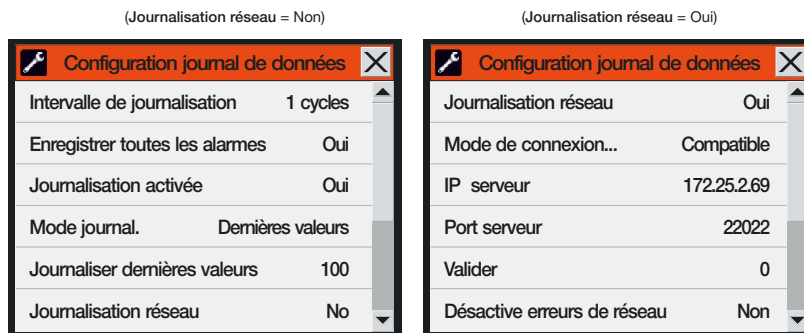 (Journalisation réseau = Non)
Configuration journal de données
Intervalle de journalisation 1 cycles
Enregistrer toutes les alarmes Oui
Journalisation activée Oui
Mode journal. Dernières valeurs
Journaliser dernières valeurs 100
Journalisation réseau No
(Journalisation réseau = Oui)
Configuration journal de données
Journalisation réseau Oui
Mode de connexion... Compatible
IP serveur 172.25.2.69
Port serveur 22022
Valider 0
Désactive erreurs de réseau Non